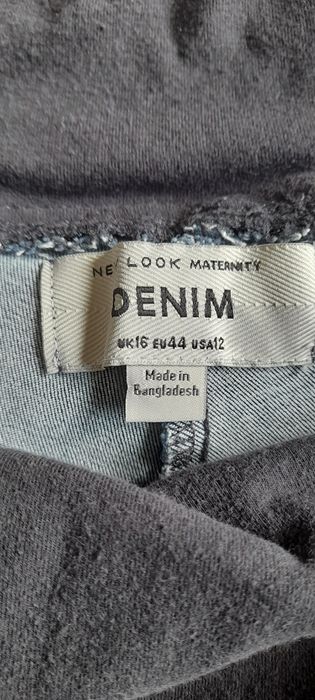 NEW LOOK MATERNITY
DENIM
UK16 EU44 USA12
Made in
Bangladesh